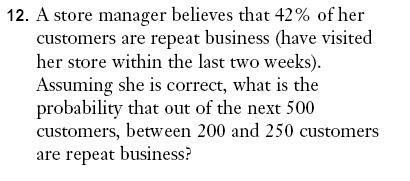 12. A store manager believes that 42% of her
customers are repeat business (have visited
her store within the last two weeks).
Assuming she is correct, what is the
probability that out of the next 500
customers, between 200 and 250 customers
are repeat business?